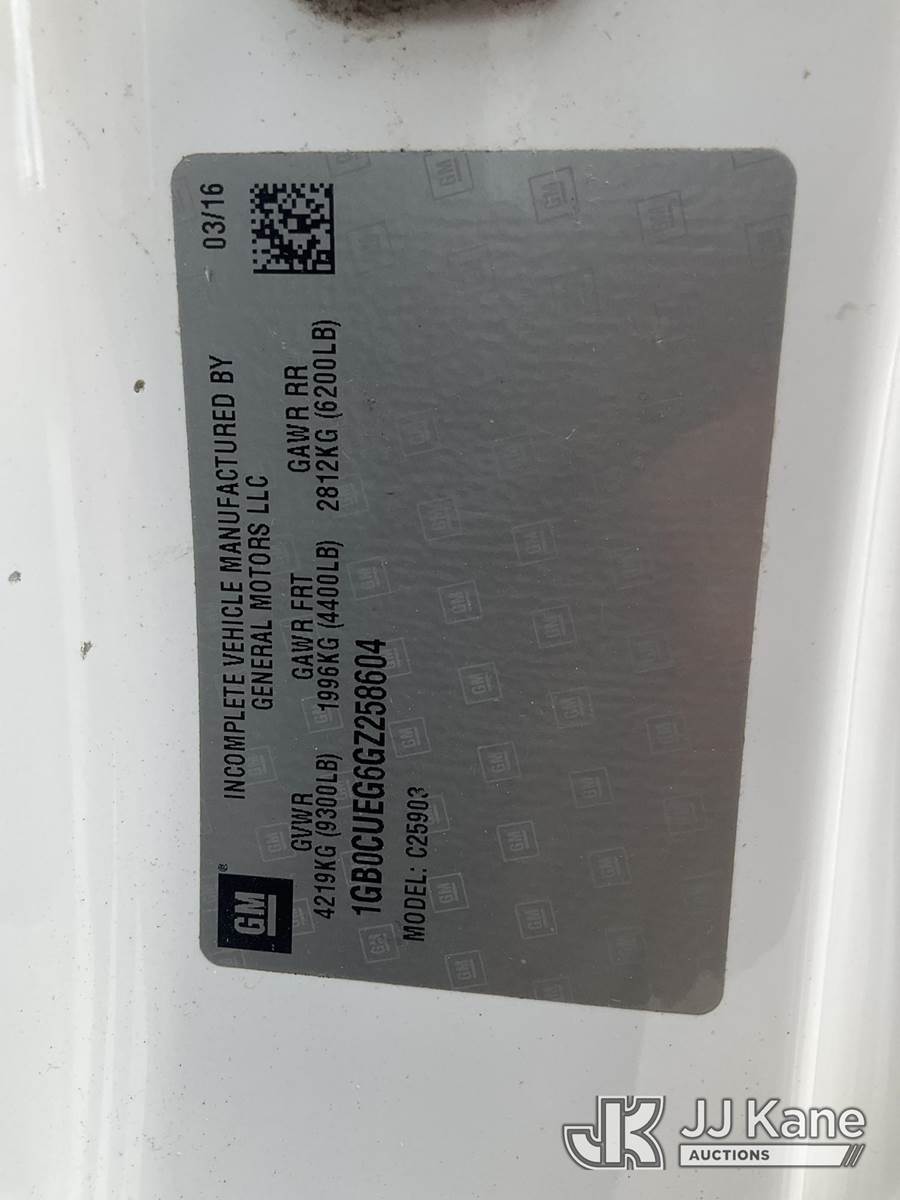 GM ®
INCOMPLETE VEHICLE MANUFACTURED BY
GENERAL MOTORS LLC
03/16
GVWR GAWR FRT GAWR RR
4219KG (9300LB) 1996KG (4400LB) 2812KG (6200LB)
1GB0CUEG6GZ258604
MODEL: C25903
JK JJ Kane
AUCTIONS